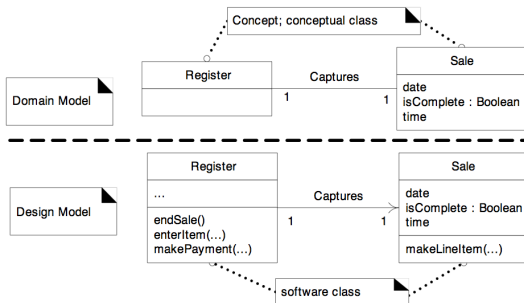 Concept; conceptual class
Register
Sale
Captures
date
isComplete : Boolean
time
1
1
Domain Model
Register
Sale
...
Captures
date
isComplete : Boolean
time
1
1
Design Model
endSale()
enterItem(...)
makePayment(...)
makeLineItem(...)
software class